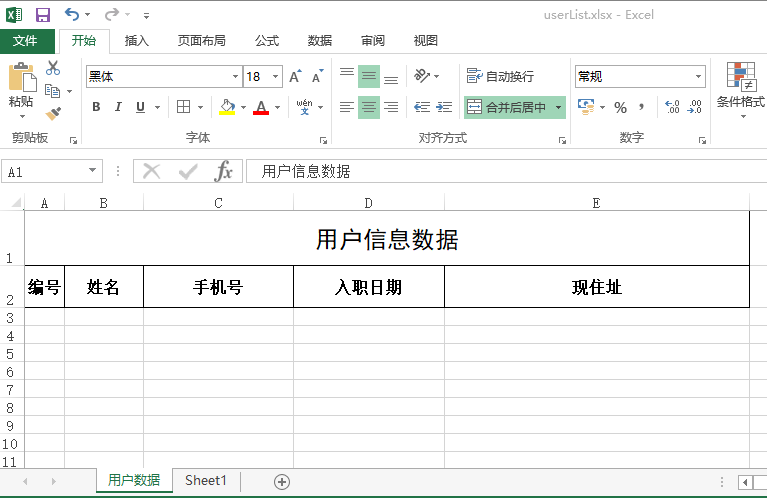 userList.xlsx - Excel
文件 开始 插入 页面布局 公式 数据 审阅 视图
黑体 18 A A 自动换行 常规
粘贴 B I U A wén 文 合并后居中 % , 条件格式
剪贴板 字体 对齐方式 数字
A1 fx 用户信息数据
A B C D E
1 用户信息数据
2 编号 姓名 手机号 入职日期 现住址
3
4
5
6
7
8
9
10
11
用户数据 Sheet1